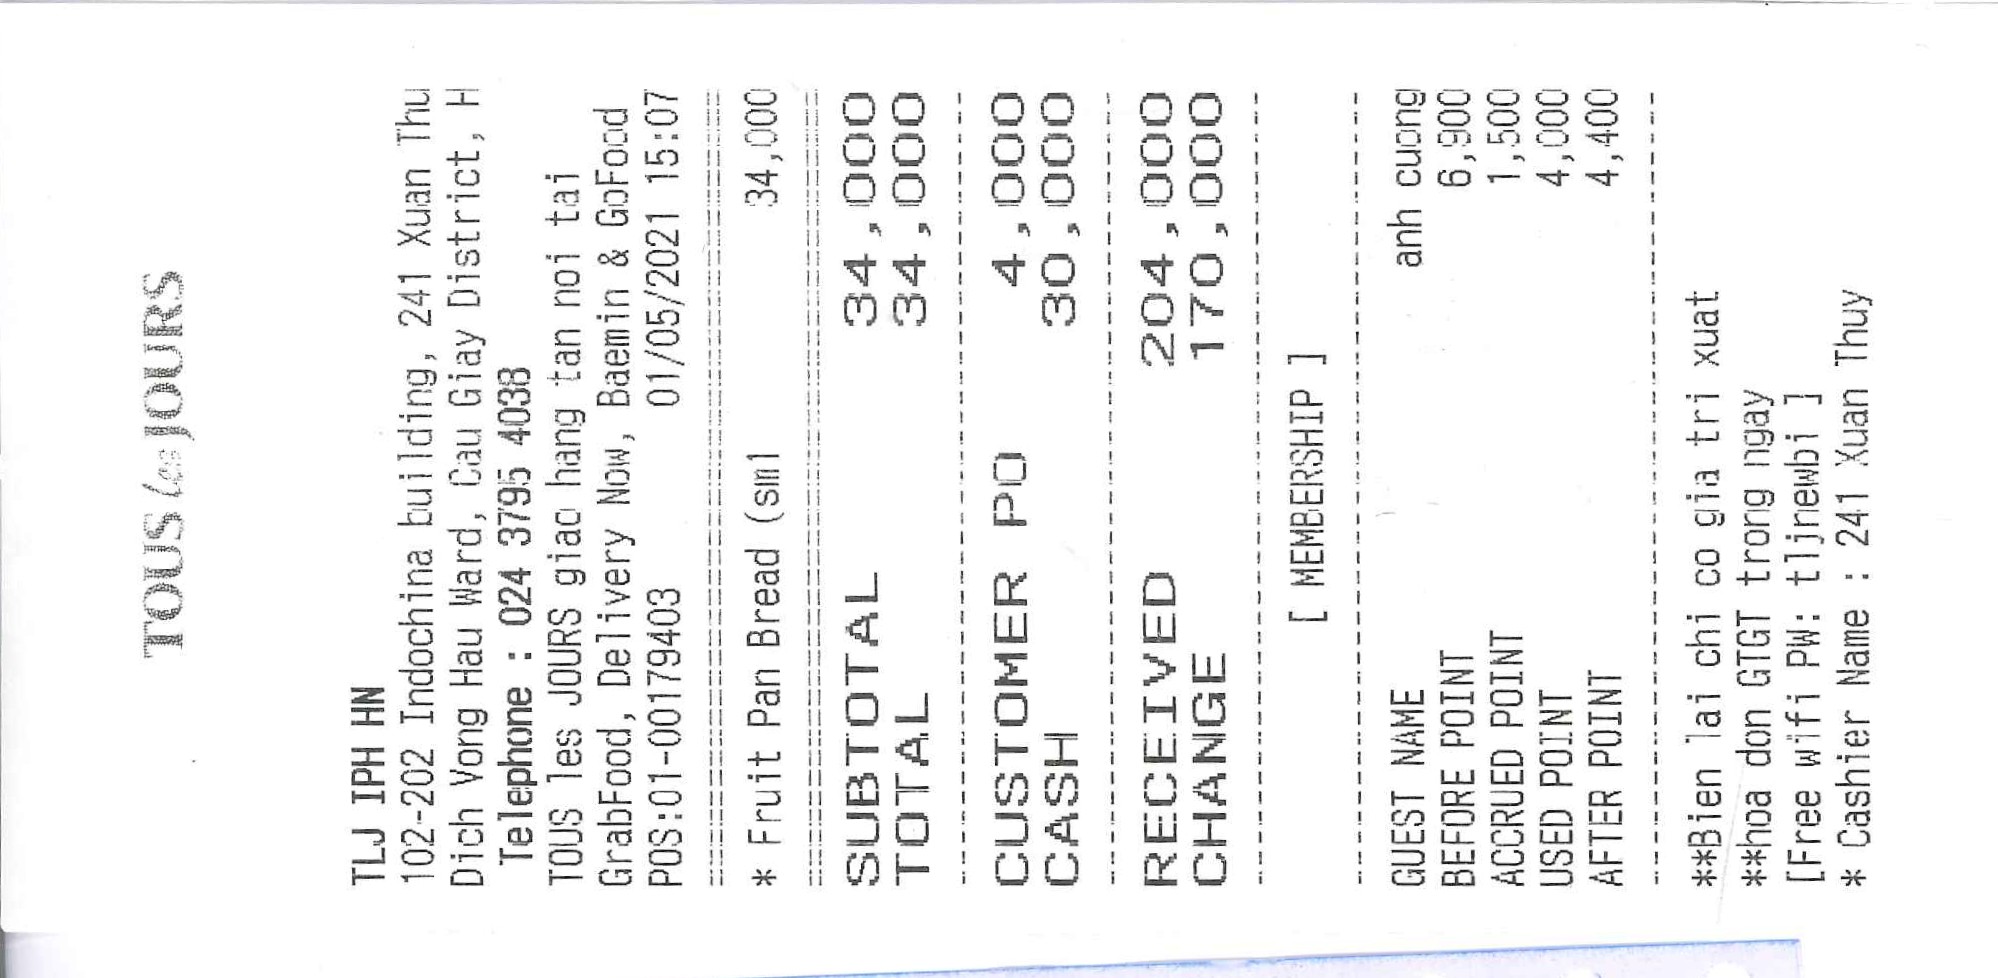 TOUS les JOURS
TLJ IPH HN
102-202 Indochina building, 241 Xuan Thu
Dich Vong Hau Ward, Cau Giay District, H
Telephone : 024 3795 4038
TOUS les JOURS giao hang tan noi tai
GrabFood, Delivery Now, Baemin & GoFood
POS:01-00179403 01/05/2021 15:07
* Fruit Pan Bread (sml 34,000
SUBTOTAL 34,000
TOTAL 34,000
CUSTOMER PO 4,000
CASH 30,000
RECEIVED 204,000
CHANGE 170,000
[ MEMBERSHIP ]
GUEST NAME anh cuong
BEFORE POINT 6,900
ACCRUED POINT 1,500
USED POINT 4,000
AFTER POINT 4,400
**Bien lai chi co gia tri xuat
**hoa don GTGT trong ngay
[Free wifi PW: tljnewbi ]
* Cashier Name : 241 Xuan Thuy